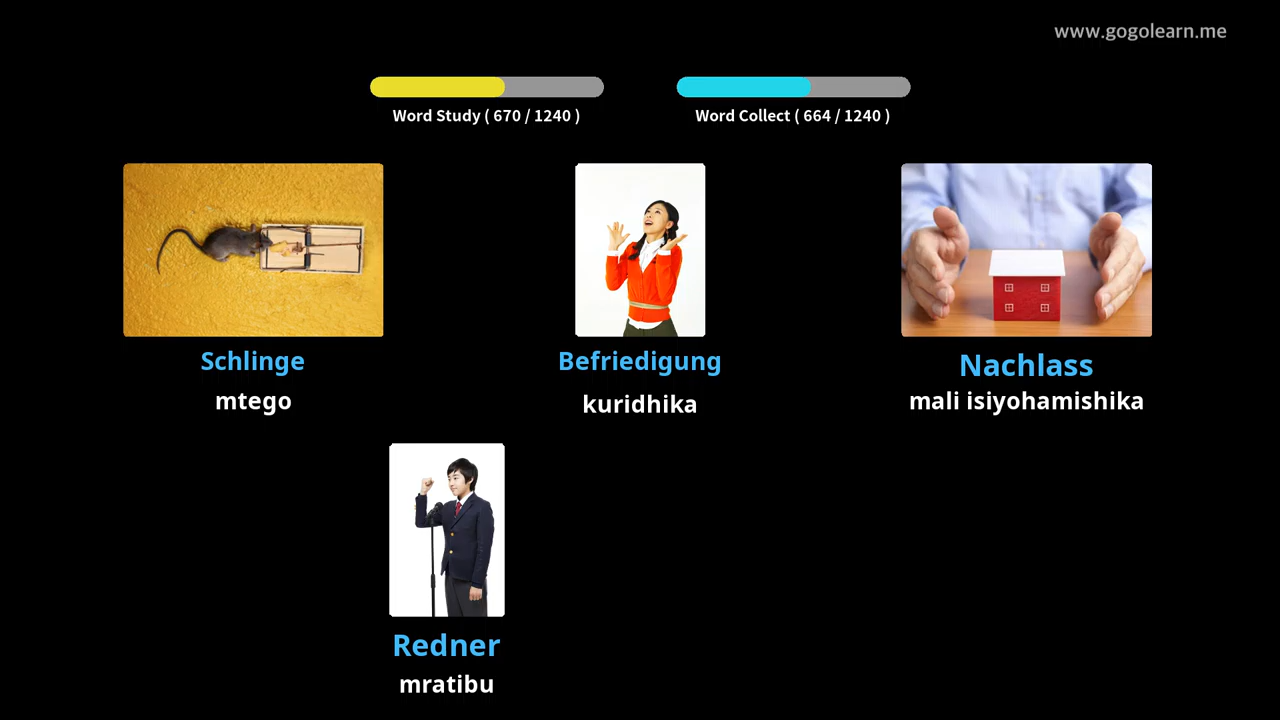 www.gogolearn.me
Word Study ( 670 / 1240 )
Word Collect ( 664 / 1240 )
Schlinge
mtego
Befriedigung
kuridhika
Nachlass
mali isiyohamishika
Redner
mratibu